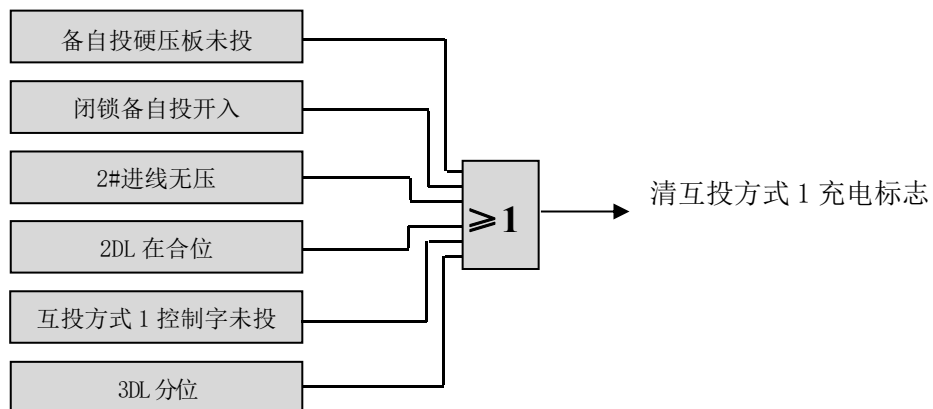 备自投硬压板未投
闭锁备自投开入
2#进线无压
2DL 在合位
互投方式 1 控制字未投
3DL 分位
≥1
清互投方式 1 充电标志